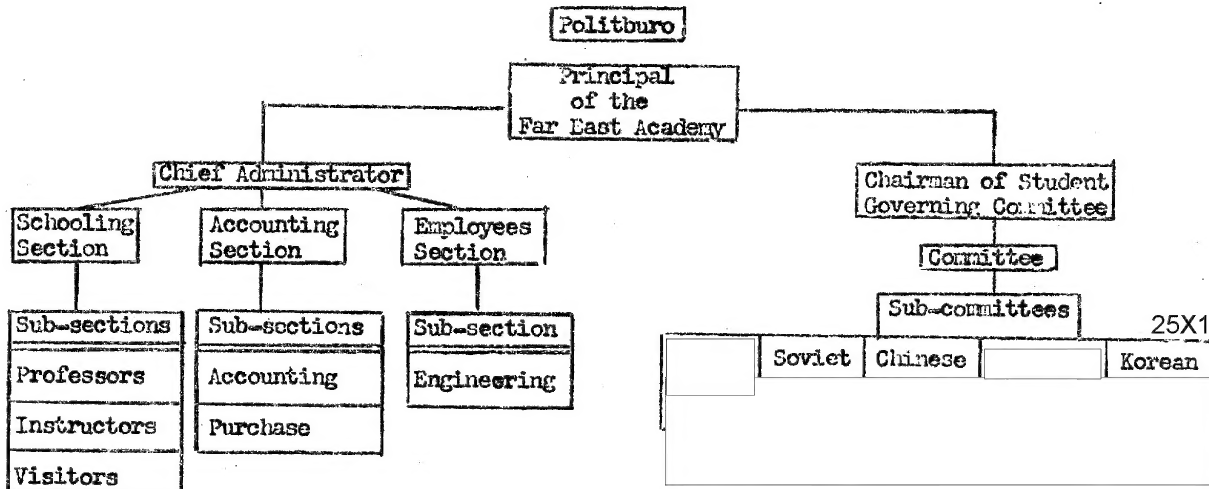 Politburo
Principal
of the
Far East Academy
Chief Administrator
Chairman of Student
Governing Committee
Schooling
Section
Accounting
Section
Employees
Section
Committee
Sub-committees
25X1
Sub-sections
Professors
Instructors
Visitors
Sub-sections
Accounting
Purchase
Sub-section
Engineering
Soviet
Chinese
Korean